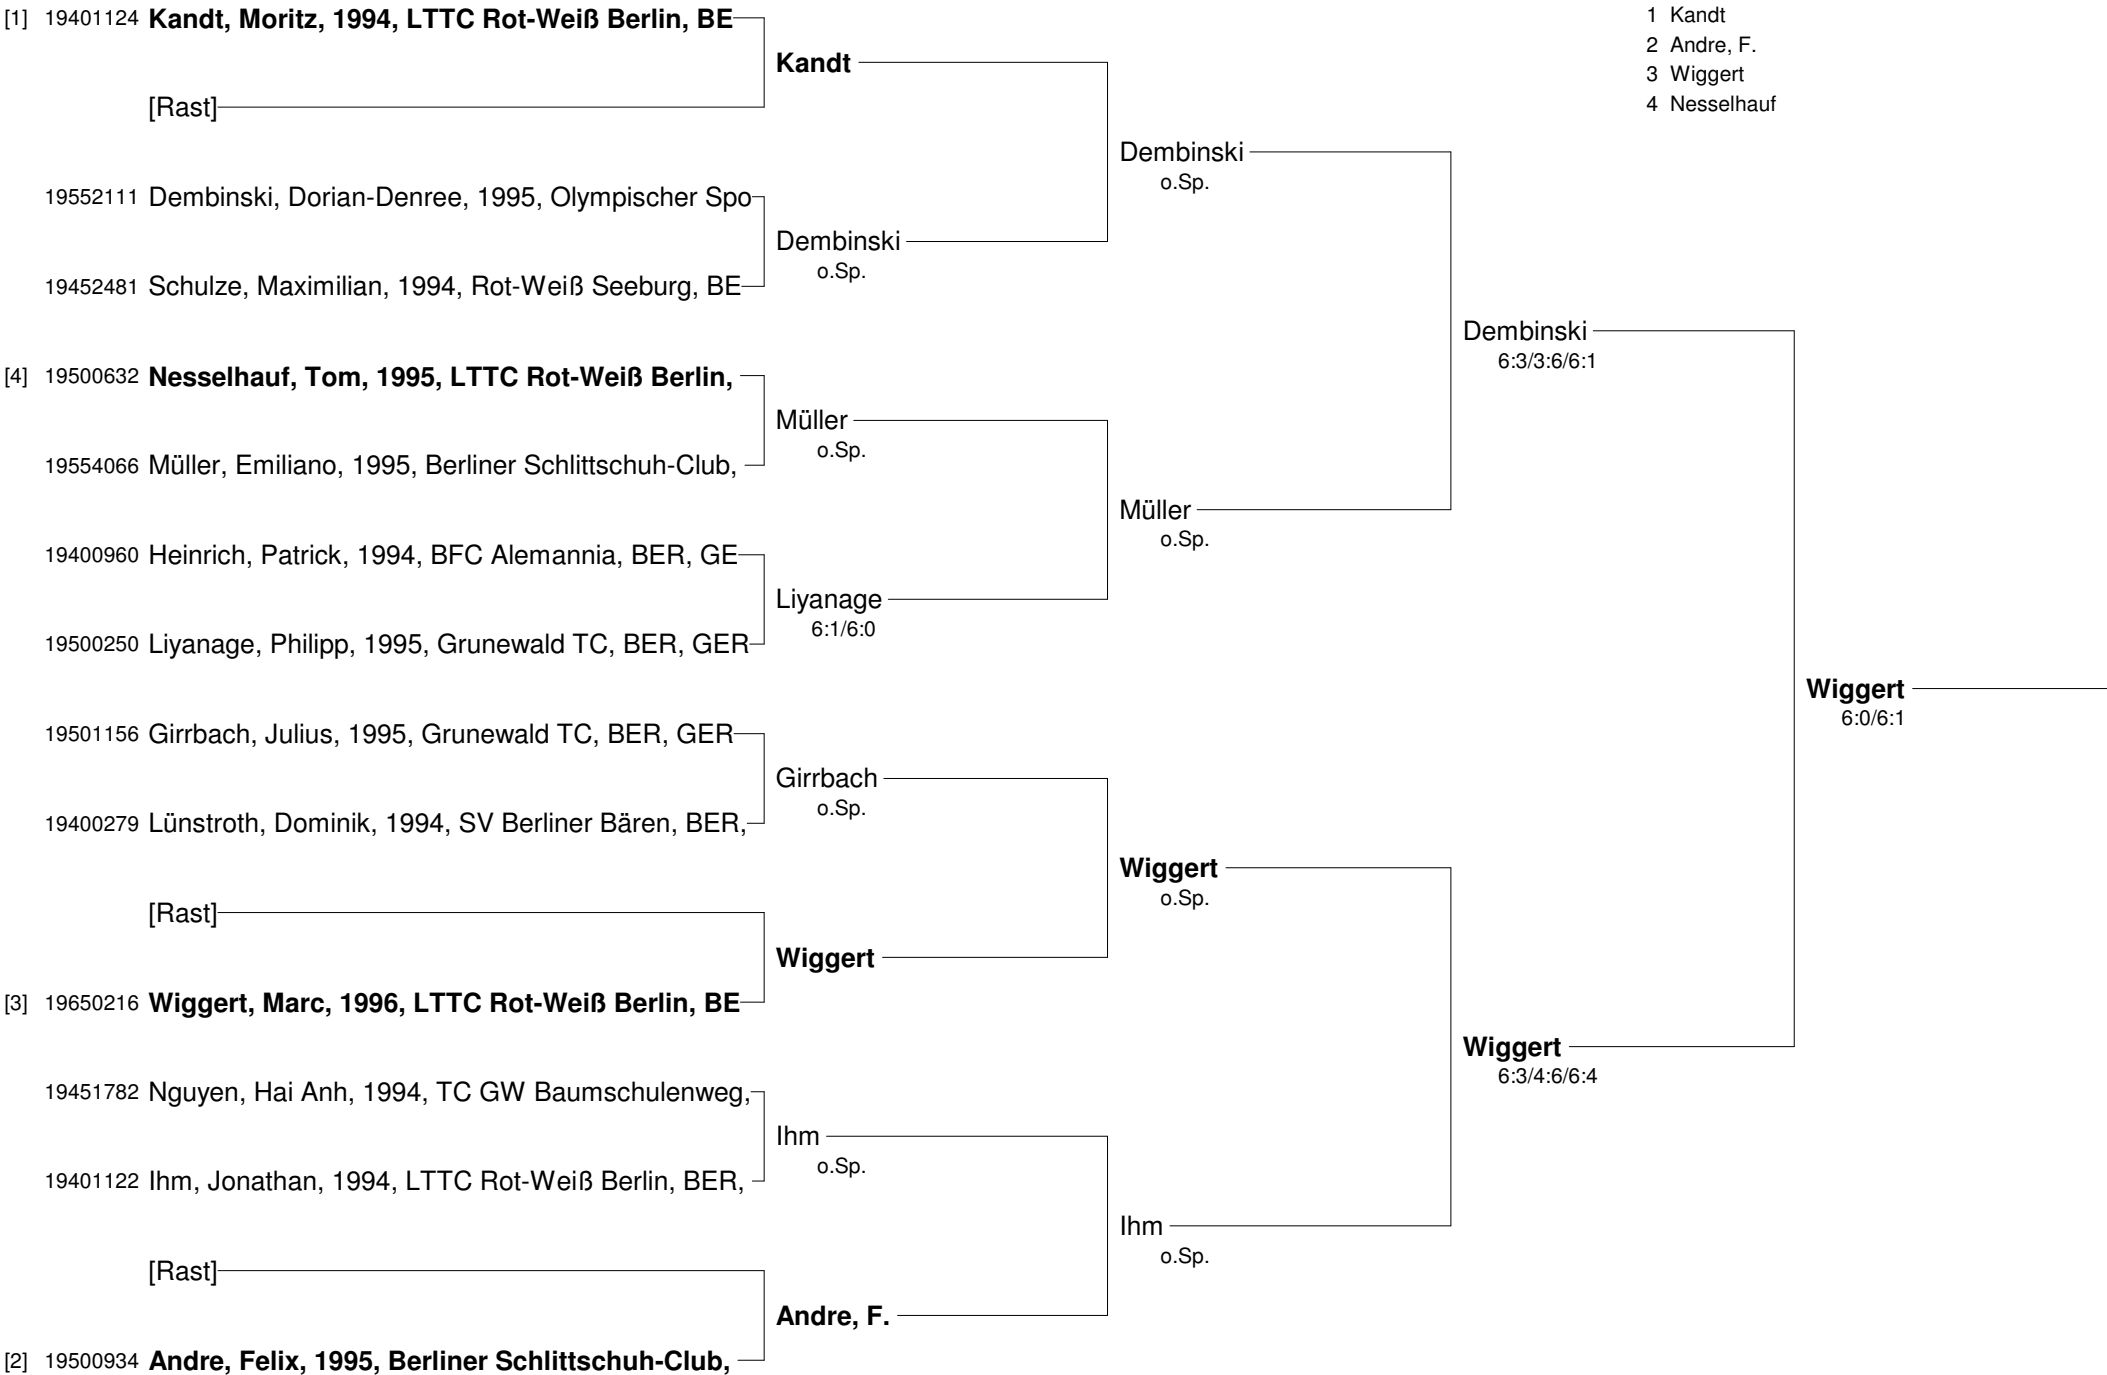 [1] 19401124 Kandt, Moritz, 1994, LTTC Rot-Weiß Berlin, BE
[Rast]
19552111 Dembinski, Dorian-Denree, 1995, Olympischer Spo
19452481 Schulze, Maximilian, 1994, Rot-Weiß Seeburg, BE
[4] 19500632 Nesselhauf, Tom, 1995, LTTC Rot-Weiß Berlin,
19554066 Müller, Emiliano, 1995, Berliner Schlittschuh-Club,
19400960 Heinrich, Patrick, 1994, BFC Alemannia, BER, GE
19500250 Liyanage, Philipp, 1995, Grunewald TC, BER, GER
19501156 Girrbach, Julius, 1995, Grunewald TC, BER, GER
19400279 Lünstroth, Dominik, 1994, SV Berliner Bären, BER,
[Rast]
[3] 19650216 Wiggert, Marc, 1996, LTTC Rot-Weiß Berlin, BE
19451782 Nguyen, Hai Anh, 1994, TC GW Baumschulenweg,
19401122 Ihm, Jonathan, 1994, LTTC Rot-Weiß Berlin, BER,
[Rast]
[2] 19500934 Andre, Felix, 1995, Berliner Schlittschuh-Club,
Kandt
Dembinski
o.Sp.
Müller
o.Sp.
Liyanage
6:1/6:0
Girrbach
o.Sp.
Wiggert
Ihm
o.Sp.
Andre, F.
Dembinski
o.Sp.
Müller
o.Sp.
Wiggert
o.Sp.
Ihm
o.Sp.
Dembinski
6:3/3:6/6:1
Wiggert
6:3/4:6/6:4
Wiggert
6:0/6:1
1 Kandt
2 Andre, F.
3 Wiggert
4 Nesselhauf